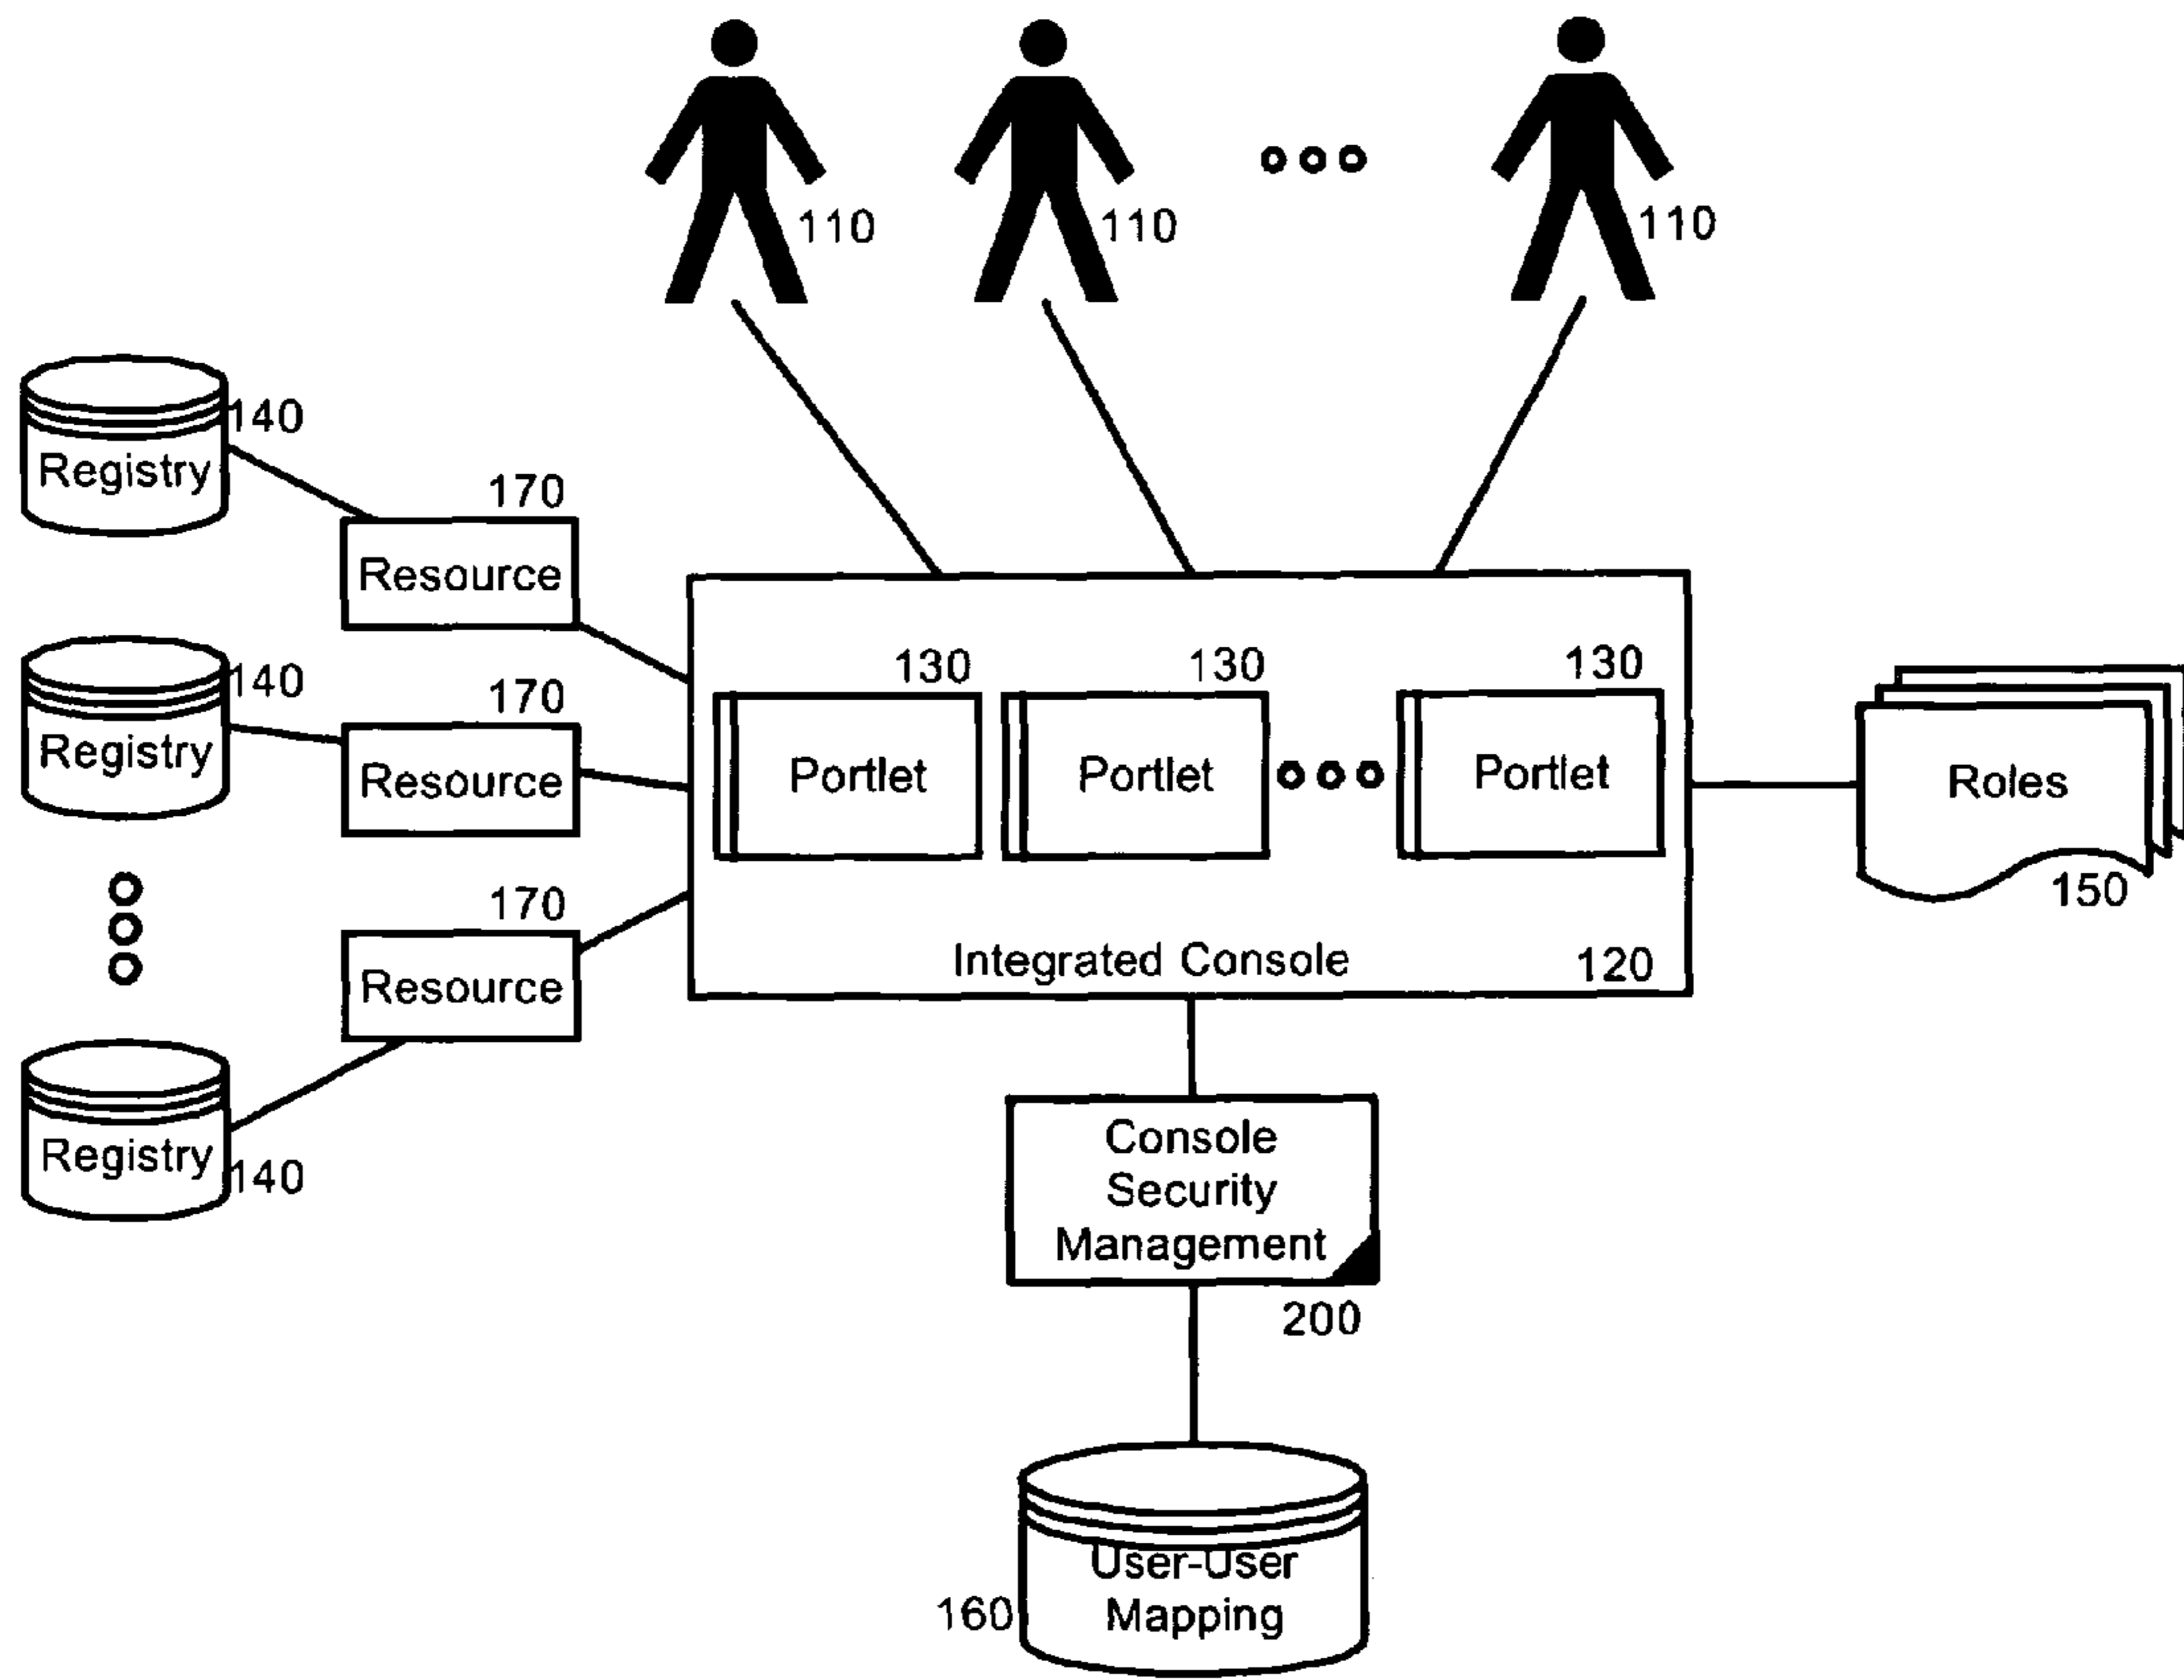 110
110
110
140
Registry
170
Resource
130
130
130
140
Registry
170
Resource
Portlet
Portlet
Portlet
Roles
150
170
Resource
Integrated Console
120
Registry
140
Console
Security
Management
200
User-User
Mapping
160